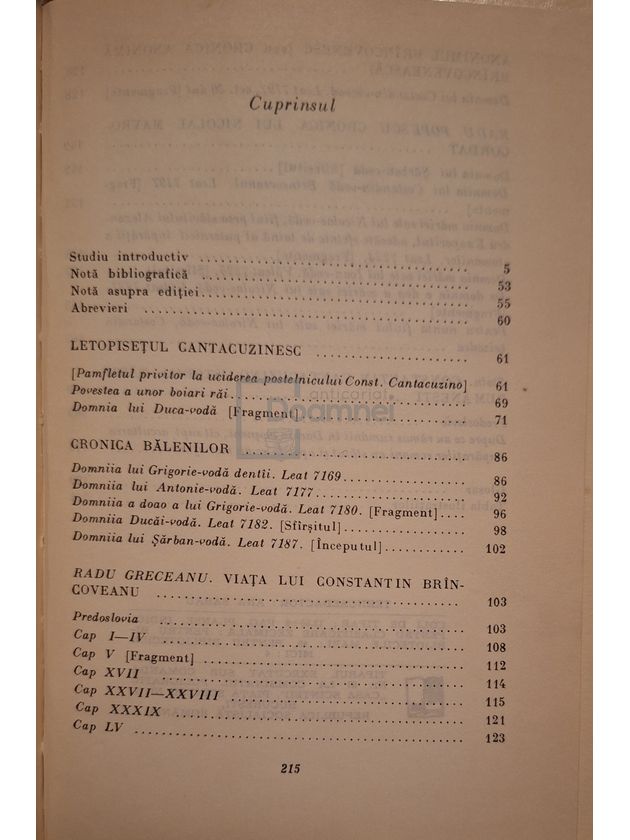 Cuprinsul
Studiu introductiv 5
Notă bibliografică 53
Notă asupra ediției 55
Abrevieri 60
LETOPISEȚUL CANTACUZINESC 61
[Pamfletul privitor la uciderea postelnicului Const. Cantacuzino] 61
Povestea a unor boiari răi 69
Domnia lui Duca-vodă [Fragment] 71
CRONICA BĂLENILOR 86
Domniia lui Grigorie-vodă dentîi. Leat 7169 86
Domniia lui Antonie-vodă. Leat 7177 92
Domniia a doao a lui Grigorie-vodă. Leat 7180. [Fragment] 96
Domniia Ducăi-vodă. Leat 7182. [Sfîrșitul] 98
Domniia lui Șărban-vodă. Leat 7187. [Începutul] 102
RADU GRECEANU. VIAȚA LUI CONSTANTIN BRÎN-
COVEANU 103
Predoslovia 103
Cap I—IV 108
Cap V [Fragment] 112
Cap XVII 114
Cap XXVII—XXVIII 115
Cap XXXIX 121
Cap LV 123
215
anticariat
Doamnei